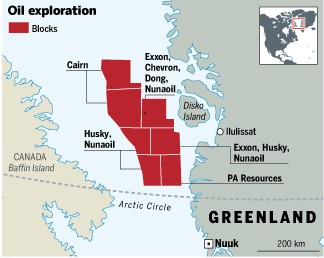 Oil exploration
Blocks
Cairn
Exxon,
Chevron,
Dong,
Nunaoil
Disko
Island
Ilulissat
Husky,
Nunaoil
Exxon, Husky,
Nunaoil
CANADA
Baffin Island
PA Resources
Arctic Circle
GREENLAND
Nuuk
200 km